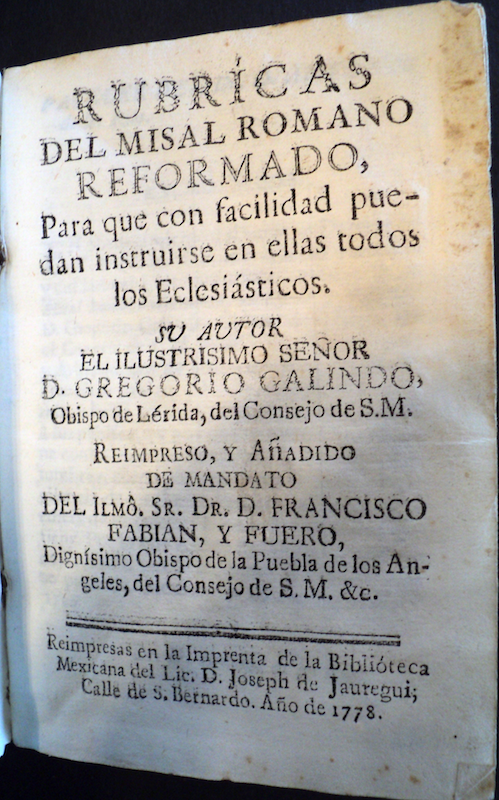 RUBRÍCAS
DEL MISAL ROMANO
REFORMADO,
Para que con facilidad pue-
dan instruirse en ellas todos
los Eclesiásticos.
SU AUTOR
EL ILUSTRISIMO SEÑOR
D. GREGORIO GALINDO,
Obispo de Lérida, del Consejo de S.M.
REIMPRESO, Y AÑADIDO
DE MANDATO
DEL ILMÔ. SR. DR. D. FRANCISCO
FABIAN, Y FUERO,
Dignísimo Obispo de la Puebla de los An-
geles, del Consejo de S. M. &c.
Reimpresas en la Imprenta de la Biblióteca
Mexicana del Lic. D. Joseph de Jauregui;
Calle de S. Bernardo. Año de 1778.